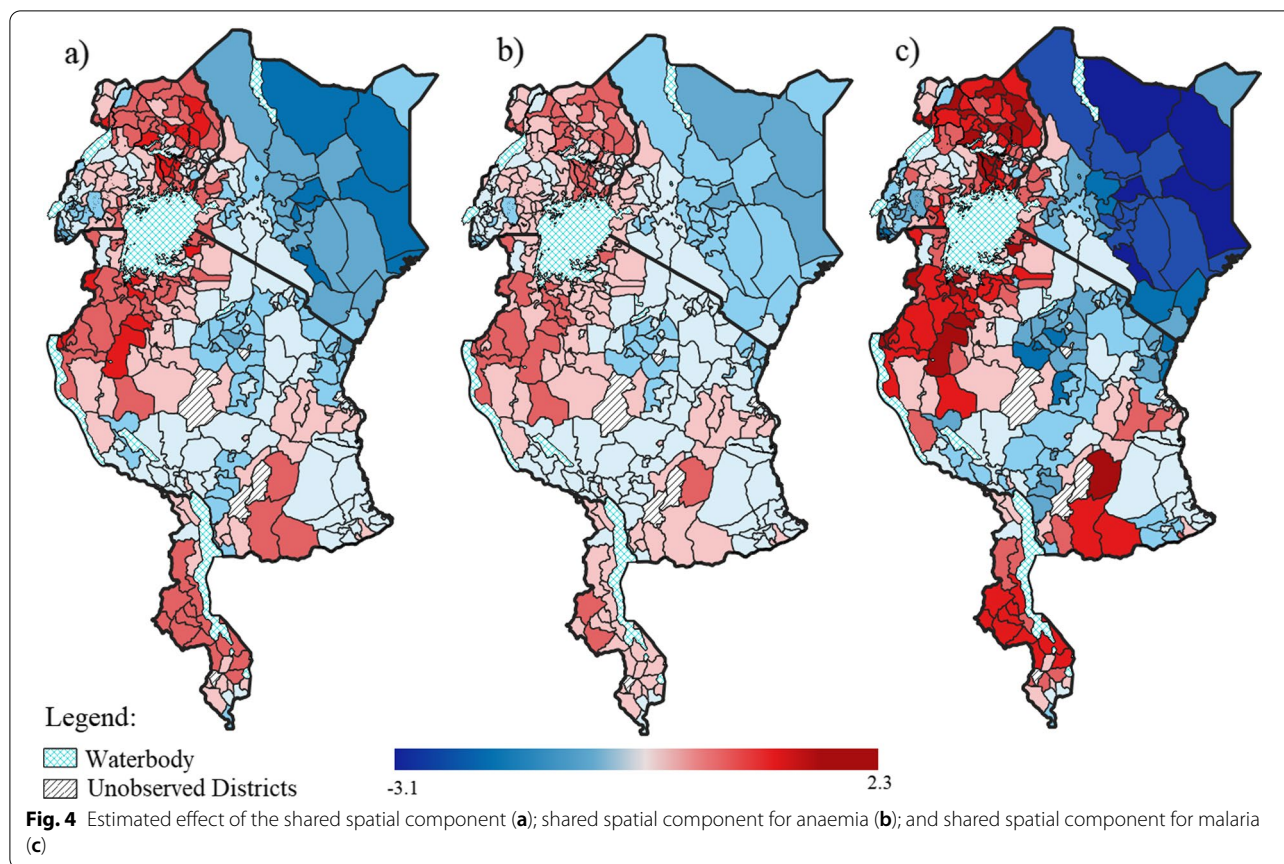 a)
b)
c)
Legend:
Waterbody
Unobserved Districts
-3.1
2.3
Fig. 4 Estimated effect of the shared spatial component (a); shared spatial component for anaemia (b); and shared spatial component for malaria
(c)